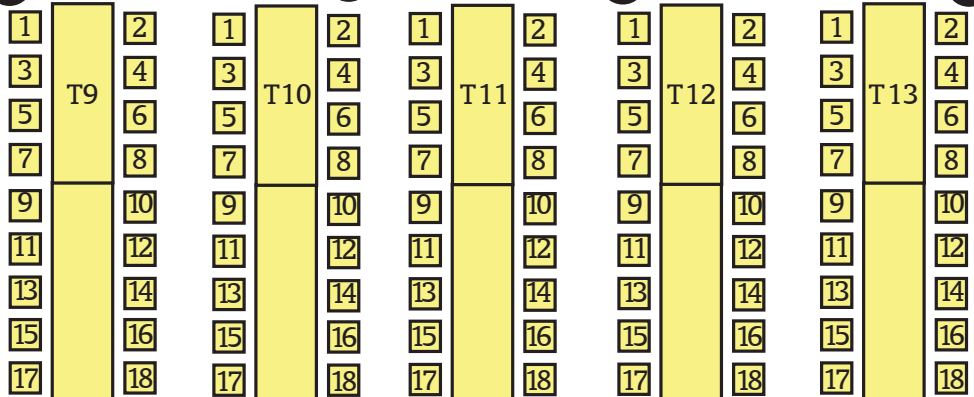 1 2 1 2 1 2 1 2 1 2
3 4 3 4 3 4 3 4 3 4
T9 T10 T11 T12 T13
5 6 5 6 5 6 5 6 5 6
7 8 7 8 7 8 7 8 7 8
9 10 9 10 9 10 9 10 9 10
11 12 11 12 11 12 11 12 11 12
13 14 13 14 13 14 13 14 13 14
15 16 15 16 15 16 15 16 15 16
17 18 17 18 17 18 17 18 17 18